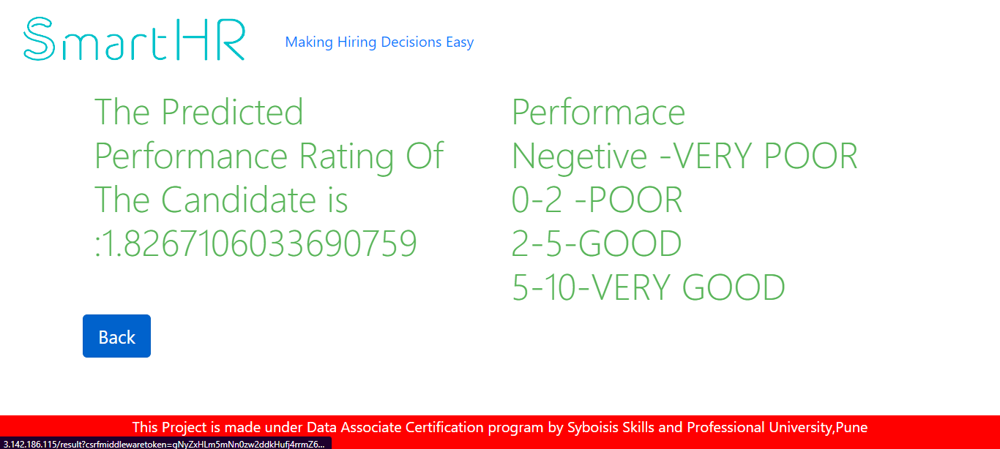 SmartHR
Making Hiring Decisions Easy
The Predicted
Performance Rating Of
The Candidate is
:1.8267106033690759
Performace
Negetive -VERY POOR
0-2 -POOR
2-5-GOOD
5-10-VERY GOOD
Back
This Project is made under Data Associate Certification program by Syboisis Skills and Professional University,Pune
3.142.186.115/result?csrfmiddlewaretoken=gNyZxHLm5mNn0zw2ddkHufj4rrmZ6...